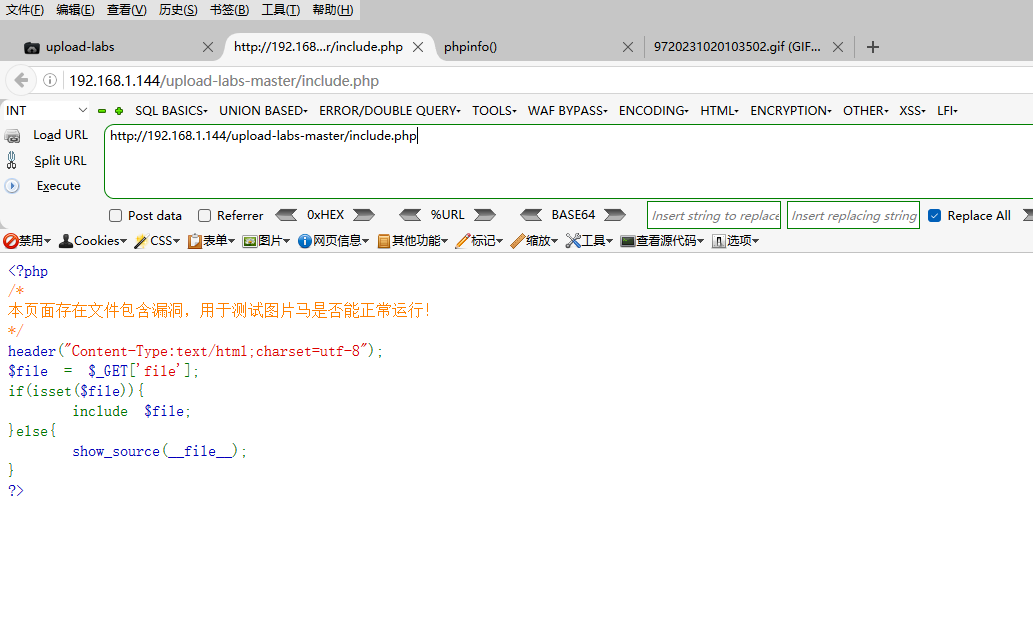 文件(F) 编辑(E) 查看(V) 历史(S) 书签(B) 工具(T) 帮助(H)
upload-labs http://192.168...r/include.php phpinfo() 9720231020103502.gif (GIF...
192.168.1.144/upload-labs-master/include.php
INT SQL BASICS UNION BASED ERROR/DOUBLE QUERY TOOLS WAF BYPASS ENCODING HTML ENCRYPTION OTHER XSS LFI
Load URL http://192.168.1.144/upload-labs-master/include.php
Split URL
Execute
Post data Referrer 0xHEX %URL BASE64 Insert string to replace Insert replacing string Replace All
禁用 Cookies CSS 表单 图片 网页信息 其他功能 标记 缩放 工具 查看源代码 选项
<?php
/*
本页面存在文件包含漏洞，用于测试图片马是否能正常运行！
*/
header("Content-Type:text/html;charset=utf-8");
$file = $_GET['file'];
if(isset($file)){
include $file;
}else{
show_source(__file__);
}
?>